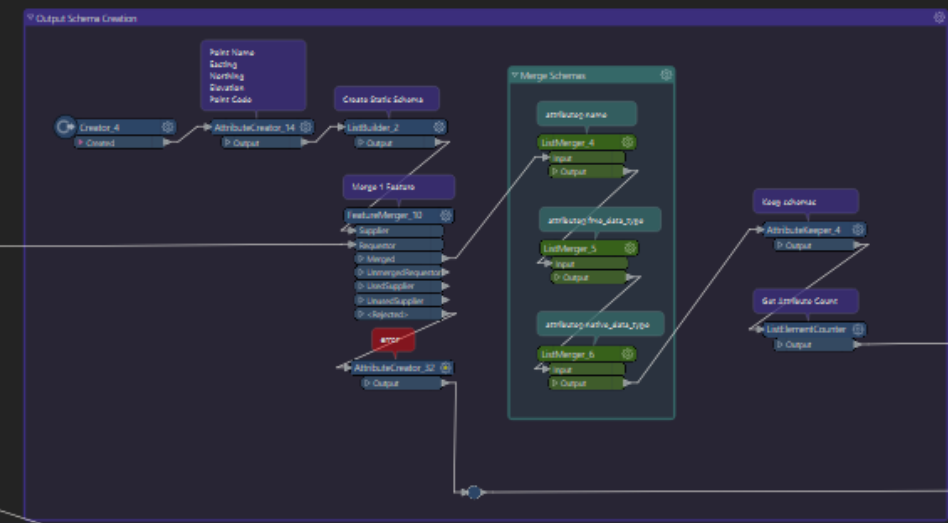 Output Schema Creation
Point Name
Easting
Northing
Elevation
Point Code
Create Static Schema
Creator_4
Created
AttributeCreator_14
Output
ListBuilder_2
Output
Merge 1 Feature
FeatureMerger_10
Supplier
Requestor
Merged
UnmergedRequestor
UsedSupplier
UnusedSupplier
<Rejected>
error
AttributeCreator_32
Output
Merge Schemas
attribute{}.name
ListMerger_4
Input
Output
attribute{}.fme_data_type
ListMerger_5
Input
Output
attribute{}.native_data_type
ListMerger_6
Input
Output
Keep schemas
AttributeKeeper_4
Output
Get Attribute Count
ListElementCounter
Output